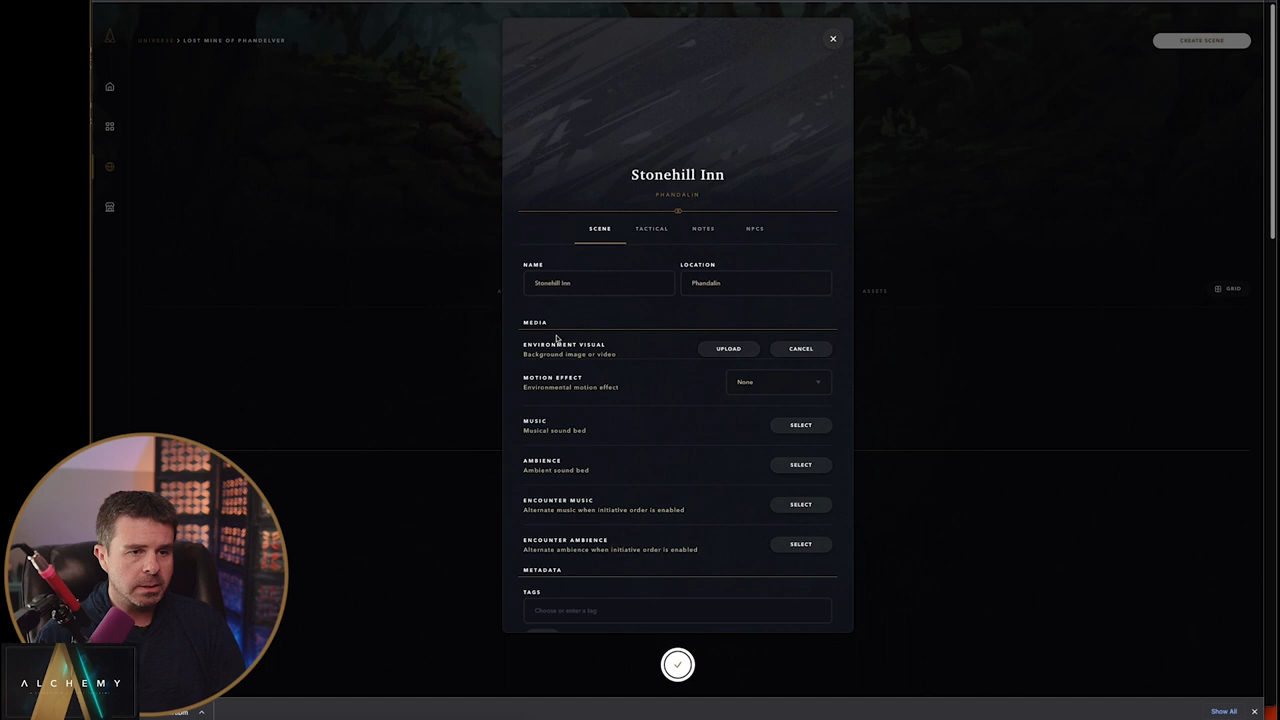 UNIVERSE > LOST MINE OF PHANDELVER
CREATE SCENE
Stonehill Inn
PHANDALIN
SCENE
TACTICAL
NOTES
NPCS
NAME
LOCATION
Stonehill Inn
Phandalin
ASSETS
GRID
MEDIA
ENVIRONMENT VISUAL
Background image or video
UPLOAD
CANCEL
MOTION EFFECT
Environmental motion effect
None
MUSIC
Musical sound bed
SELECT
AMBIENCE
Ambient sound bed
SELECT
ENCOUNTER MUSIC
Alternate music when initiative order is enabled
SELECT
ENCOUNTER AMBIENCE
Alternate ambience when initiative order is enabled
SELECT
METADATA
TAGS
Choose or enter a tag
ALCHEMY
Show All